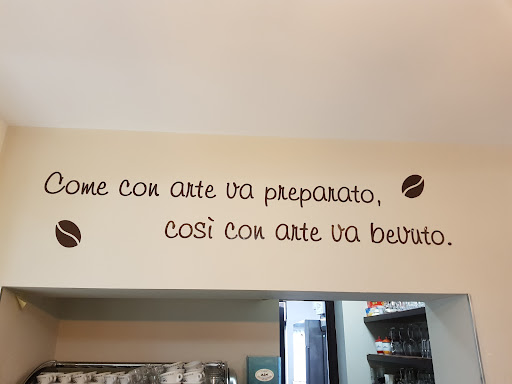 Come con arte va preparato,
così con arte va bevuto.